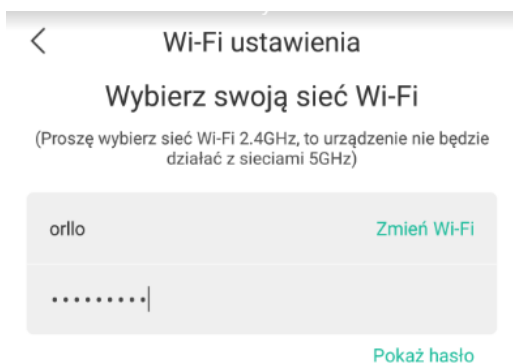 Wi-Fi ustawienia
Wybierz swoją sieć Wi-Fi
(Proszę wybierz sieć Wi-Fi 2.4GHz, to urządzenie nie będzie
działać z sieciami 5GHz)
orllo
Zmień Wi-Fi
•••••••••
Pokaż hasło